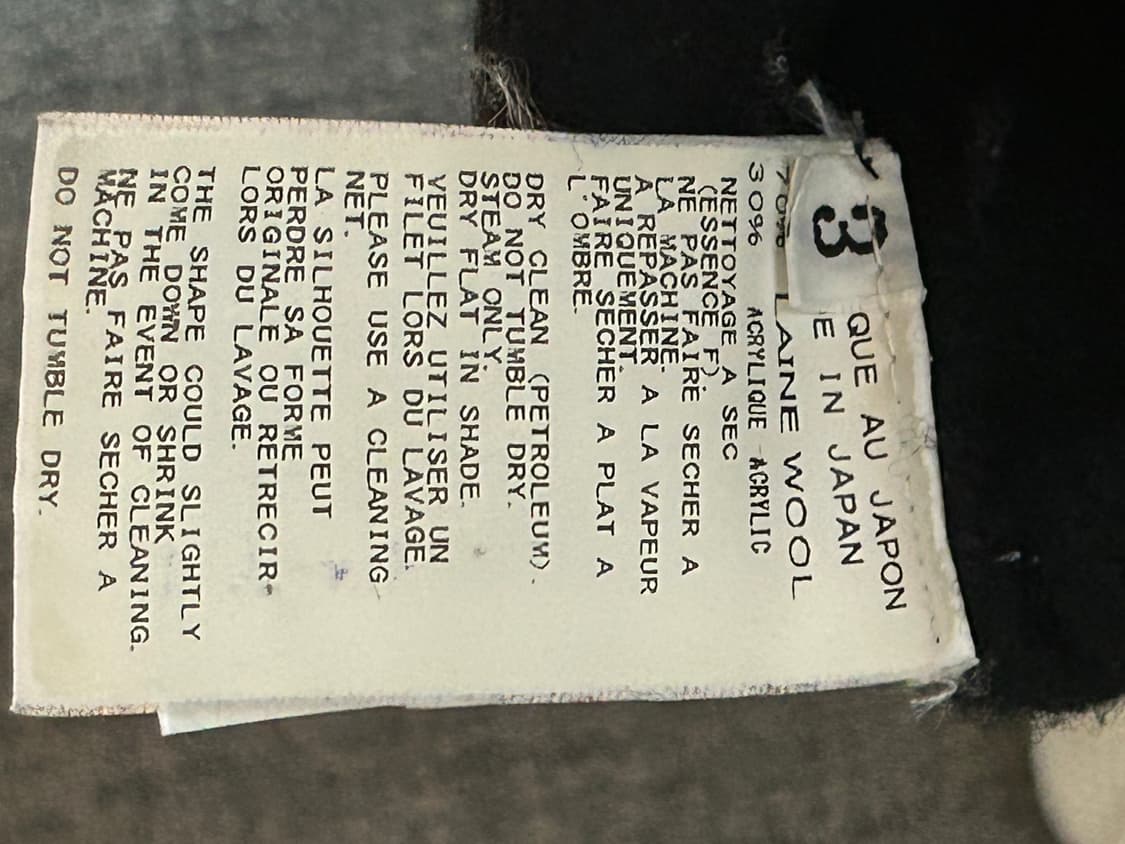 3
QUE AU JAPON
E IN JAPAN
70% LAINE WOOL
30% ACRYLIQUE ACRYLIC
NETTOYAGE A SEC
(ESSENCE F).
NE PAS FAIRE SECHER A
LA MACHINE.
A REPASSER A LA VAPEUR
UNIQUEMENT.
FAIRE SECHER A PLAT A
L'OMBRE.
DRY CLEAN (PETROLEUM).
DO NOT TUMBLE DRY.
STEAM ONLY.
DRY FLAT IN SHADE.
VEUILLEZ UTILISER UN
FILET LORS DU LAVAGE.
PLEASE USE A CLEANING
NET.
LA SILHOUETTE PEUT
PERDRE SA FORME
ORIGINALE OU RETRECIR
LORS DU LAVAGE.
THE SHAPE COULD SLIGHTLY
COME DOWN OR SHRINK
IN THE EVENT OF CLEANING.
NE PAS FAIRE SECHER A
MACHINE.
DO NOT TUMBLE DRY.